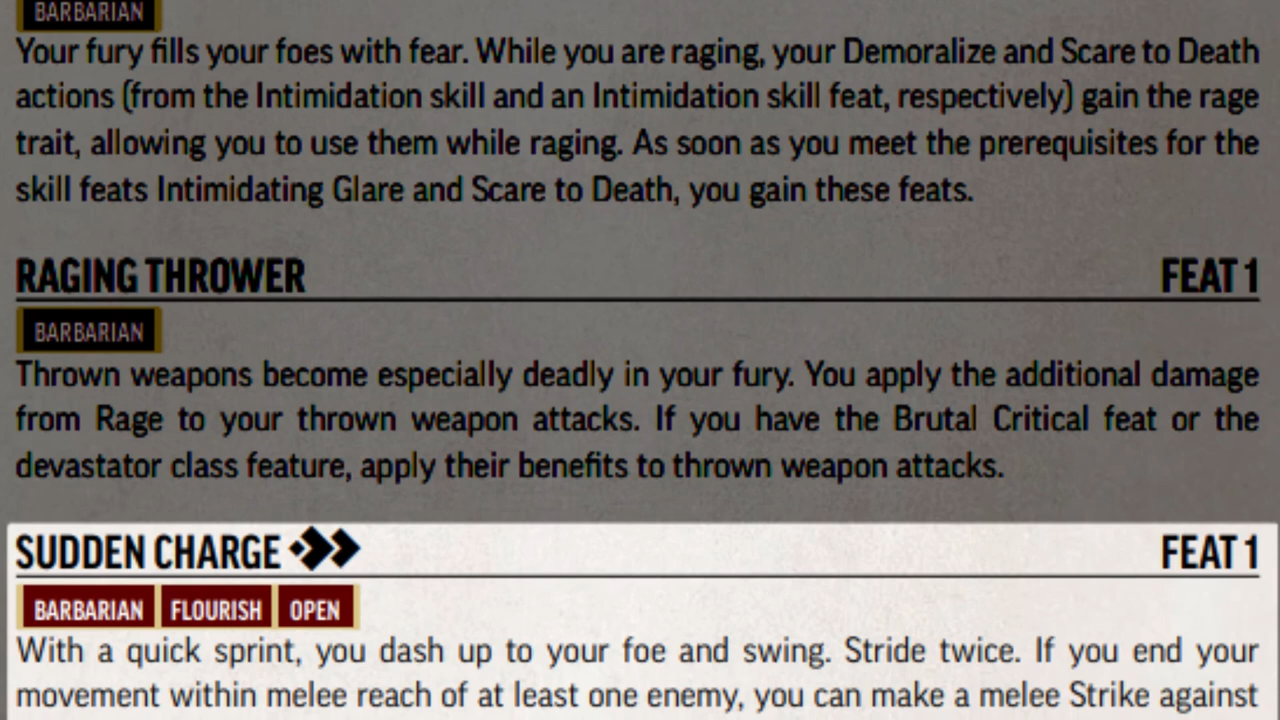 BARBARIAN
Your fury fills your foes with fear. While you are raging, your Demoralize and Scare to Death
actions (from the Intimidation skill and an Intimidation skill feat, respectively) gain the rage
trait, allowing you to use them while raging. As soon as you meet the prerequisites for the
skill feats Intimidating Glare and Scare to Death, you gain these feats.
RAGING THROWER FEAT 1
BARBARIAN
Thrown weapons become especially deadly in your fury. You apply the additional damage
from Rage to your thrown weapon attacks. If you have the Brutal Critical feat or the
devastator class feature, apply their benefits to thrown weapon attacks.
SUDDEN CHARGE FEAT 1
BARBARIAN FLOURISH OPEN
With a quick sprint, you dash up to your foe and swing. Stride twice. If you end your
movement within melee reach of at least one enemy, you can make a melee Strike against